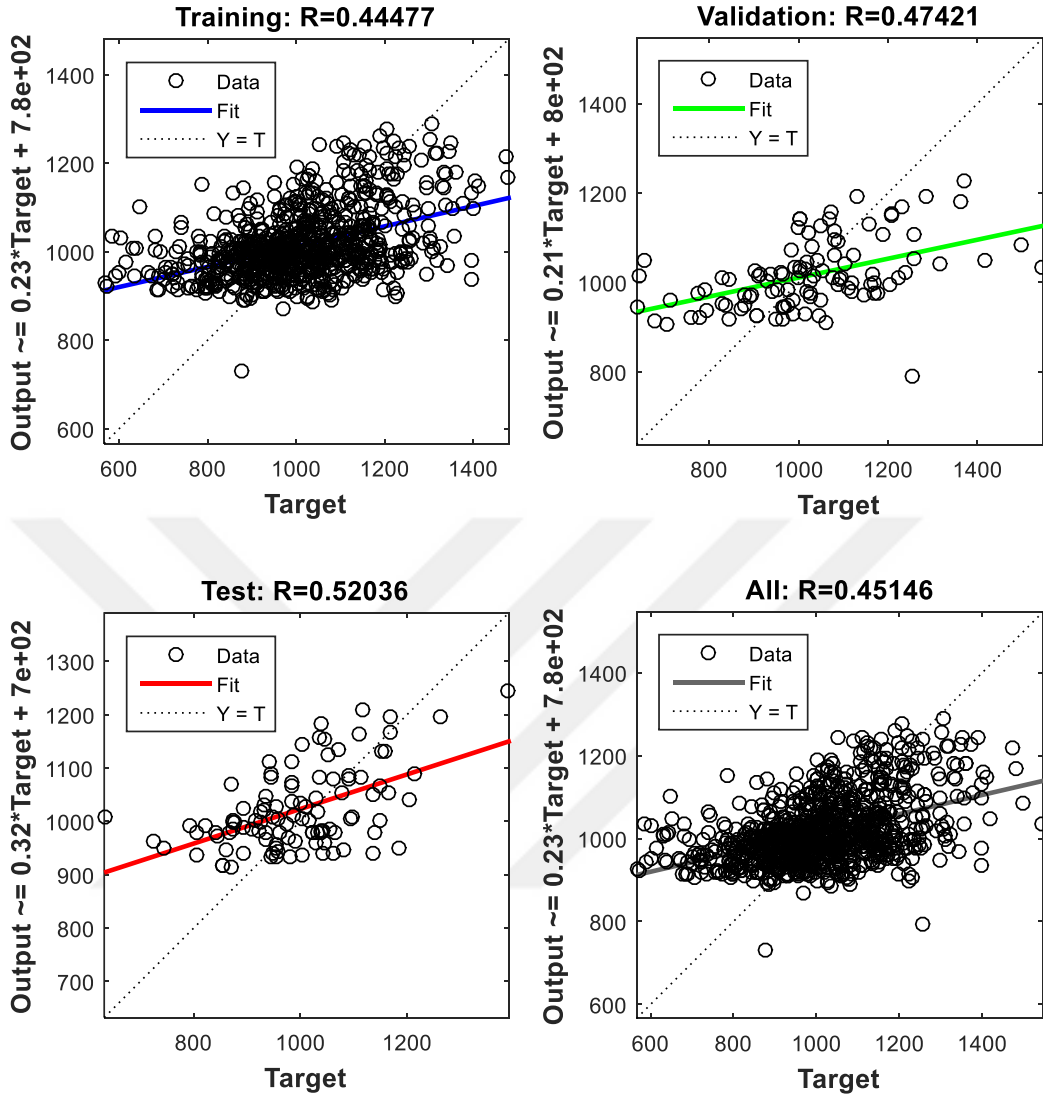 Training: R=0.44477
Output ~= 0.23*Target + 7.8e+02
1400
1200
1000
800
600
Data
Fit
Y = T
600 800 1000 1200 1400
Target
Validation: R=0.47421
Output ~= 0.21*Target + 8e+02
1400
1200
1000
800
Data
Fit
Y = T
800 1000 1200 1400
Target
Test: R=0.52036
Output ~= 0.32*Target + 7e+02
1300
1200
1100
1000
900
800
700
Data
Fit
Y = T
800 1000 1200
Target
All: R=0.45146
Output ~= 0.23*Target + 7.8e+02
1400
1200
1000
800
600
Data
Fit
Y = T
600 800 1000 1200 1400
Target